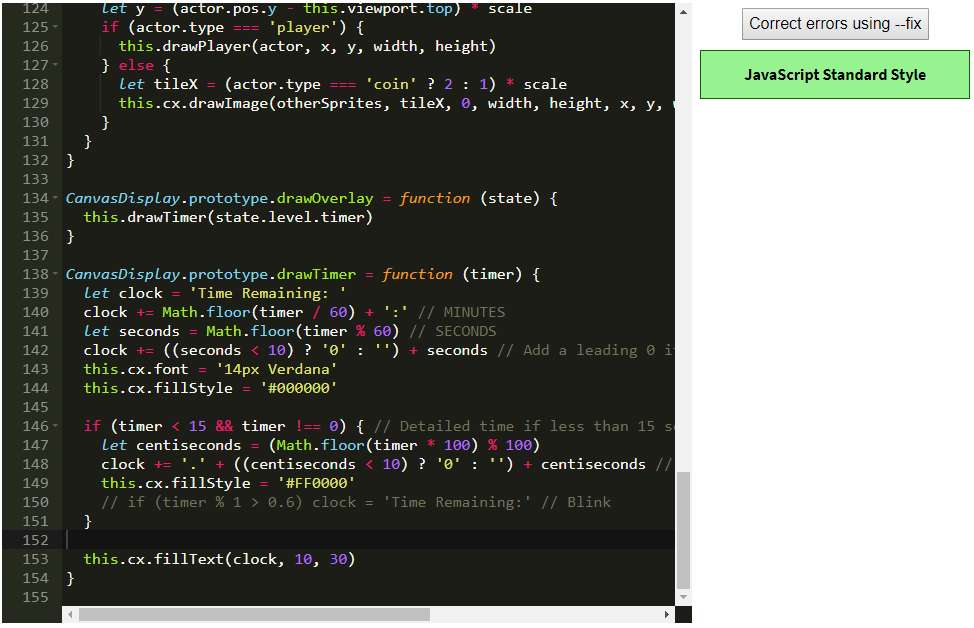 124 let y = (actor.pos.y - this.viewport.top) * scale
125 if (actor.type === 'player') {
126 this.drawPlayer(actor, x, y, width, height)
127 } else {
128 let tileX = (actor.type === 'coin' ? 2 : 1) * scale
129 this.cx.drawImage(otherSprites, tileX, 0, width, height, x, y,
130 }
131 }
132 }
133
134 CanvasDisplay.prototype.drawOverlay = function (state) {
135 this.drawTimer(state.level.timer)
136 }
137
138 CanvasDisplay.prototype.drawTimer = function (timer) {
139 let clock = 'Time Remaining: '
140 clock += Math.floor(timer / 60) + ':' // MINUTES
141 let seconds = Math.floor(timer % 60) // SECONDS
142 clock += ((seconds < 10) ? '0' : '') + seconds // Add a leading 0
143 this.cx.font = '14px Verdana'
144 this.cx.fillStyle = '#000000'
145
146 if (timer < 15 && timer !== 0) { // Detailed time if less than 15
147 let centiseconds = (Math.floor(timer * 100) % 100)
148 clock += '.' + ((centiseconds < 10) ? '0' : '') + centiseconds //
149 this.cx.fillStyle = '#FF0000'
150 // if (timer % 1 > 0.6) clock = 'Time Remaining:' // Blink
151 }
152
153 this.cx.fillText(clock, 10, 30)
154 }
155
Correct errors using --fix
JavaScript Standard Style